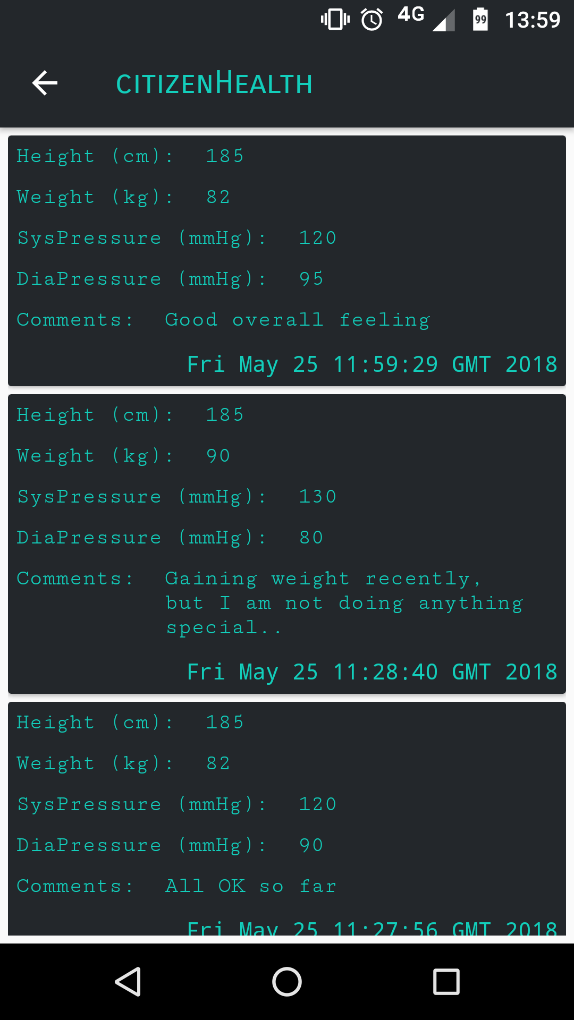 4G 99 13:59
CITIZENHEALTH
Height (cm): 185
Weight (kg): 82
SysPressure (mmHg): 120
DiaPressure (mmHg): 95
Comments: Good overall feeling
Fri May 25 11:59:29 GMT 2018
Height (cm): 185
Weight (kg): 90
SysPressure (mmHg): 130
DiaPressure (mmHg): 80
Comments: Gaining weight recently,
but I am not doing anything
special..
Fri May 25 11:28:40 GMT 2018
Height (cm): 185
Weight (kg): 82
SysPressure (mmHg): 120
DiaPressure (mmHg): 90
Comments: All OK so far
Fri May 25 11:27:56 GMT 2018